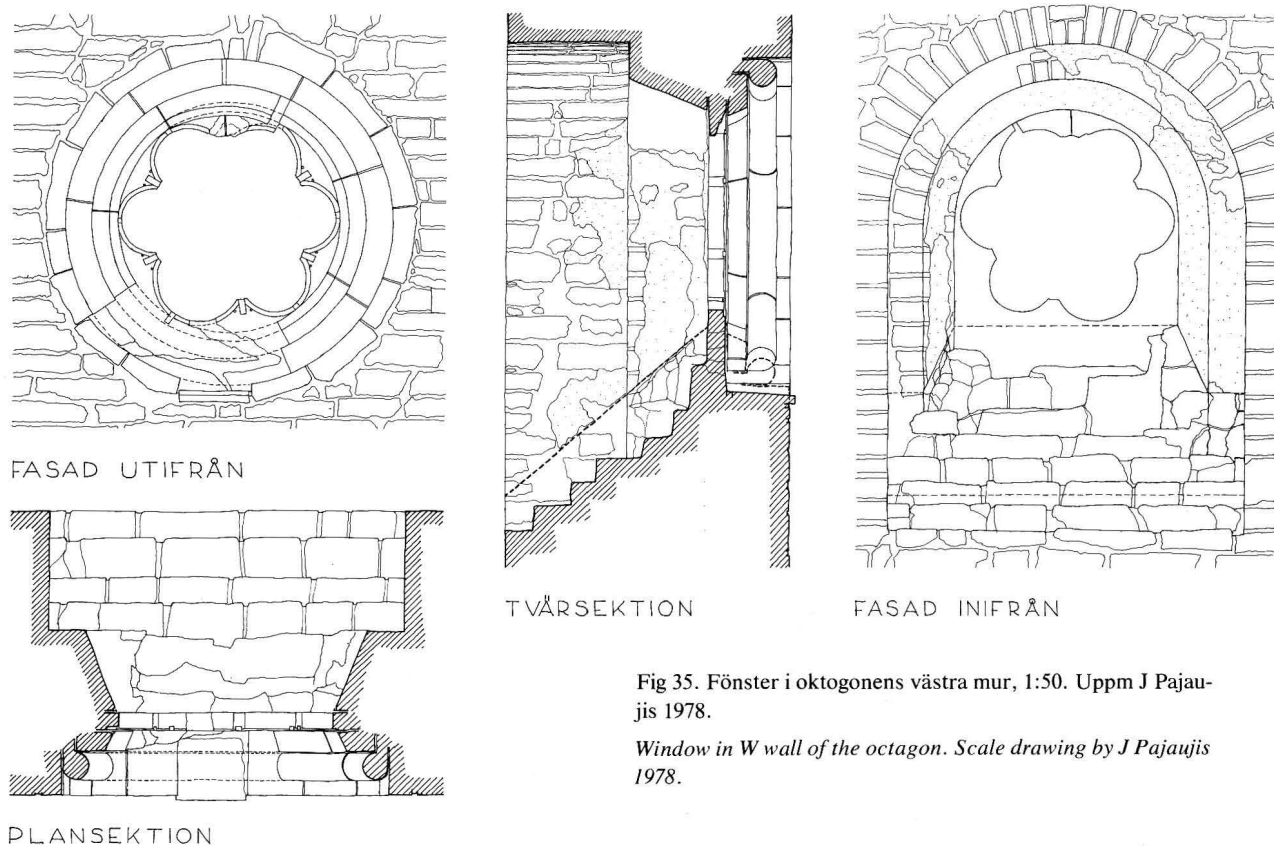 FASAD UTIFRÅN
TVÄRSEKTION
FASAD INIFRÅN
PLANSEKTION
Fig 35. Fönster i oktogonens västra mur, 1:50. Uppm J Pajau-
jis 1978.
Window in W wall of the octagon. Scale drawing by J Pajaujis
1978.